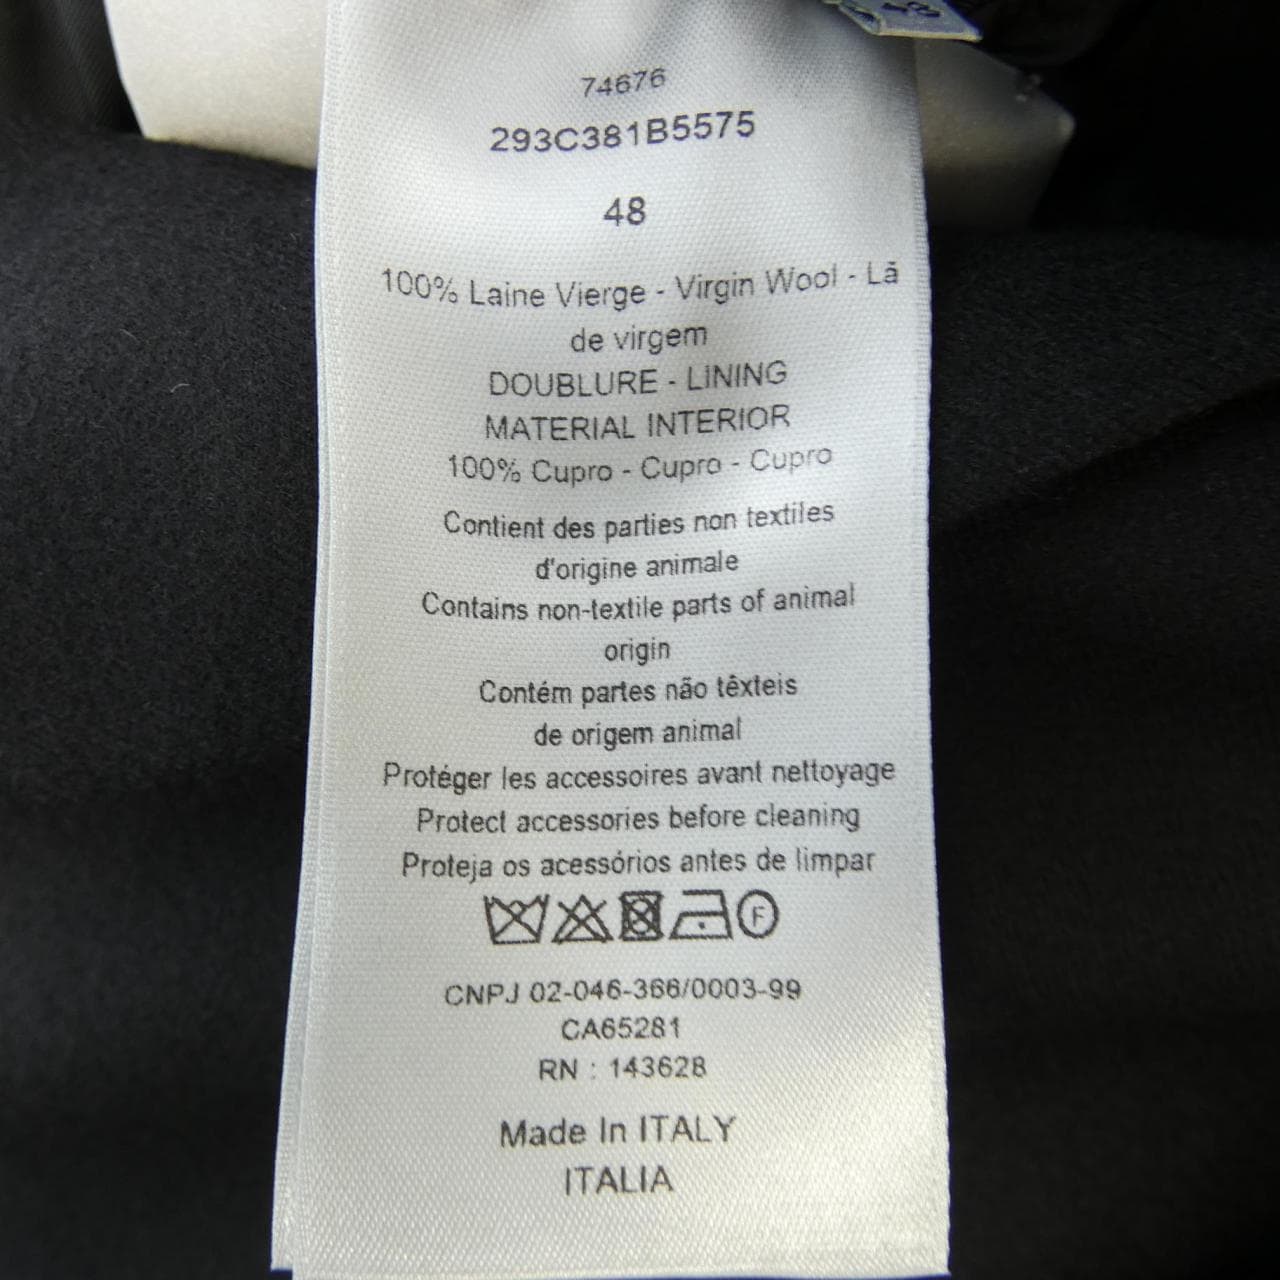 74676
293C381B5575
48
100% Laine Vierge - Virgin Wool - Lã
de virgem
DOUBLURE - LINING
MATERIAL INTERIOR
100% Cupro - Cupro - Cupro
Contient des parties non textiles
d'origine animale
Contains non-textile parts of animal
origin
Contém partes não têxteis
de origem animal
Protéger les accessoires avant nettoyage
Protect accessories before cleaning
Proteja os acessórios antes de limpar
F
CNPJ 02-046-366/0003-99
CA65281
RN : 143628
Made In ITALY
ITALIA